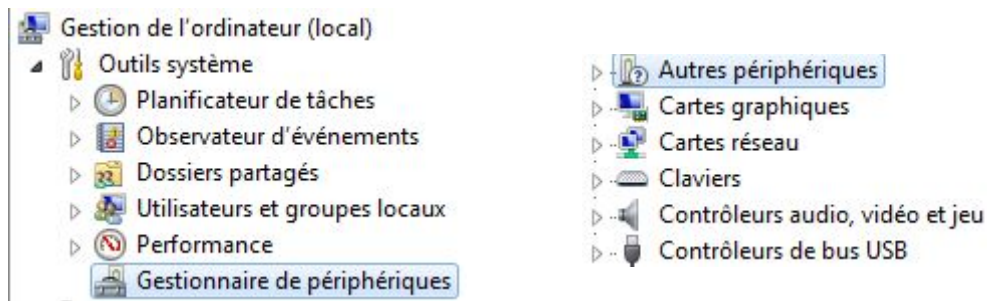 Gestion de l'ordinateur (local)
Outils système
Planificateur de tâches
Observateur d'événements
Dossiers partagés
Utilisateurs et groupes locaux
Performance
Gestionnaire de périphériques
Autres périphériques
Cartes graphiques
Cartes réseau
Claviers
Contrôleurs audio, vidéo et jeu
Contrôleurs de bus USB